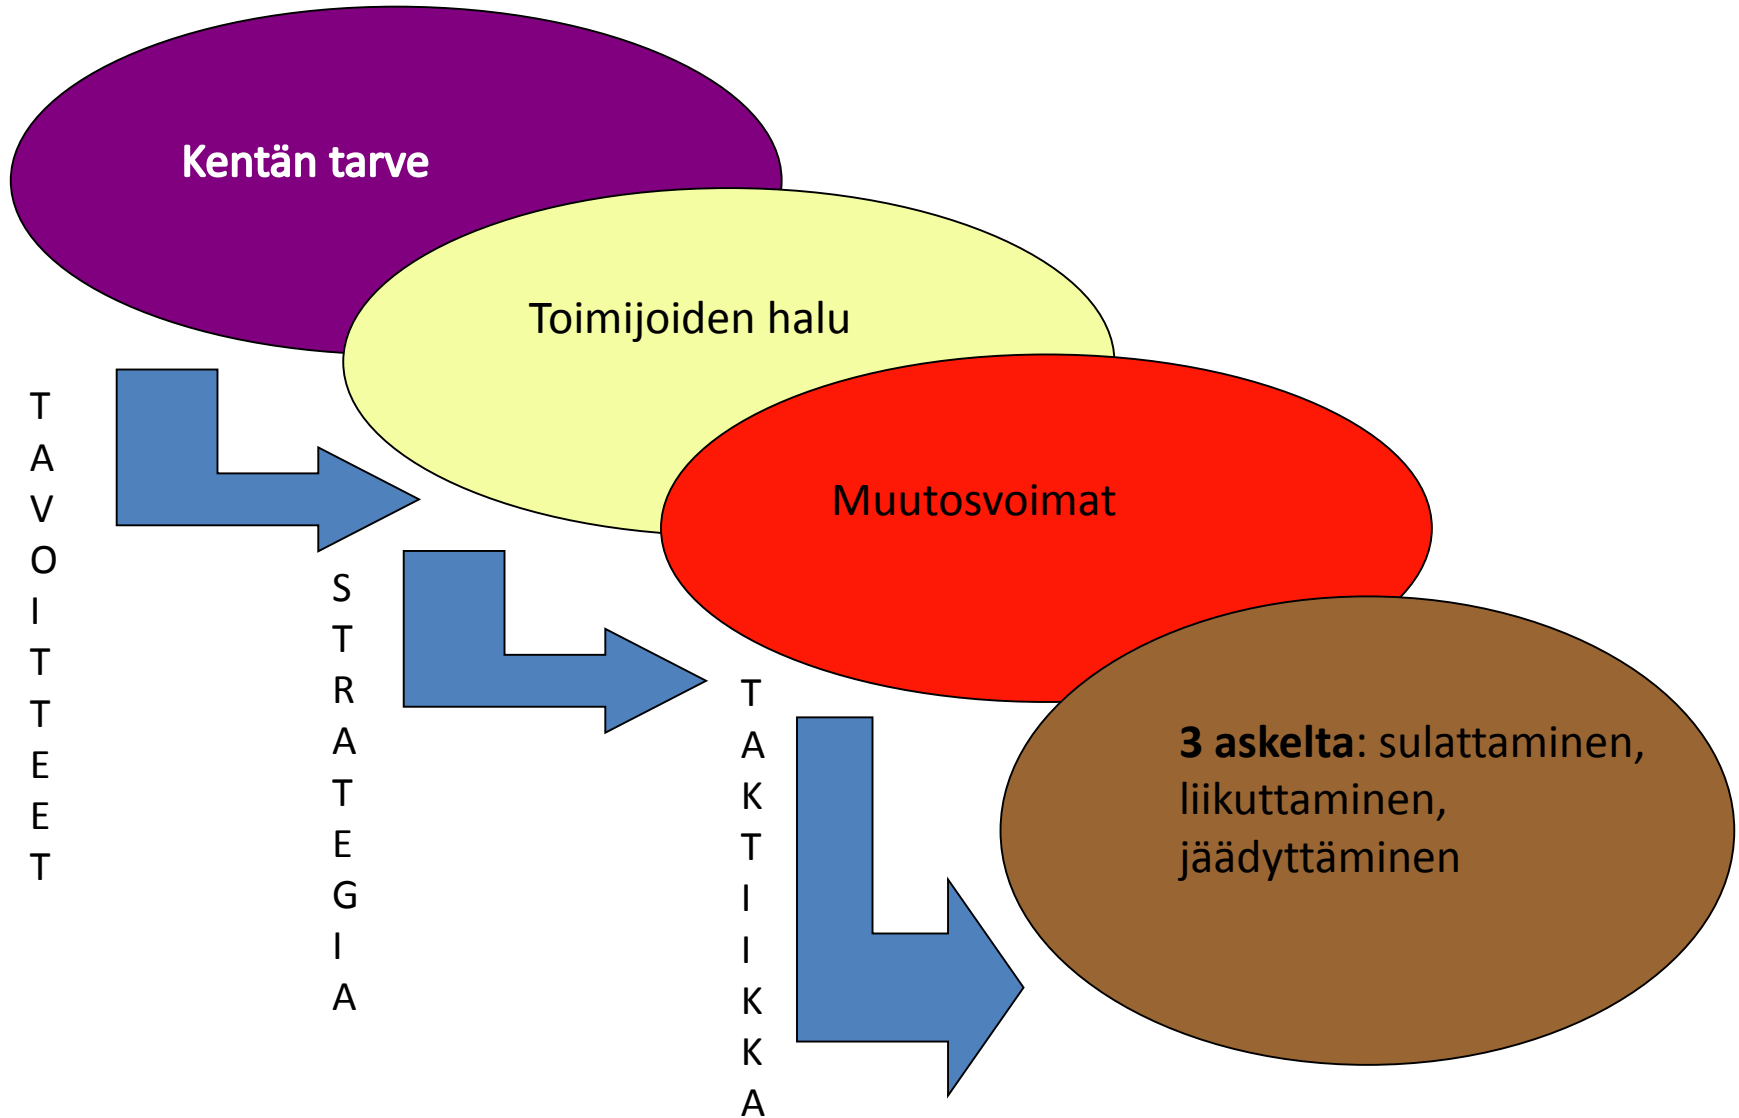 Kentän tarve
Toimijoiden halu
Muutosvoimat
3 askelta: sulattaminen,
liikuttaminen,
jäädyttäminen
TAVOITTEET
STRATEGIA
TAKTIIKKA